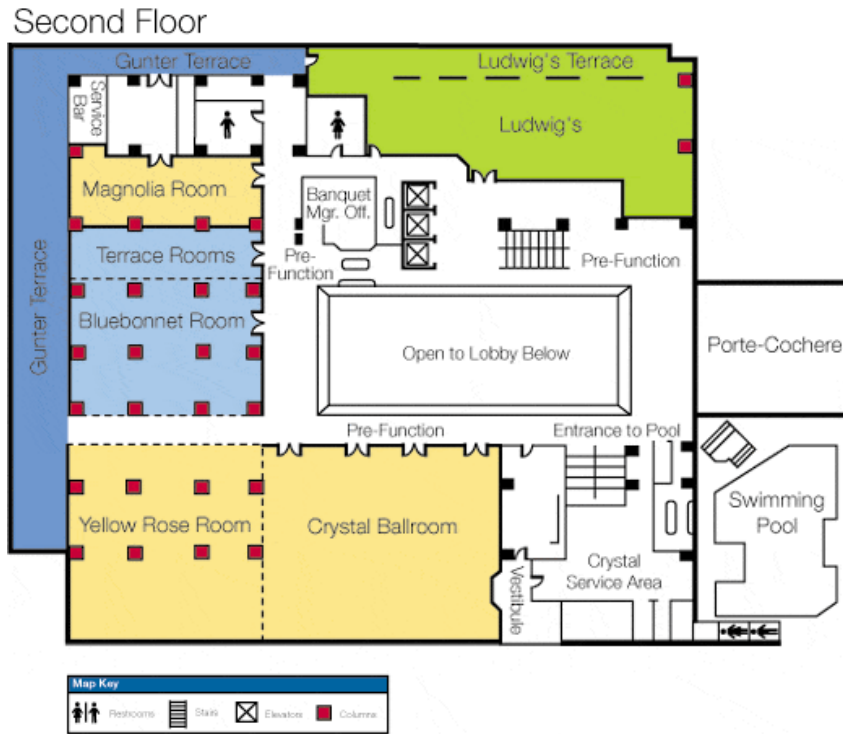 Second Floor
Gunter Terrace
Ludwig's Terrace
Service
Bar
Ludwig's
Magnolia Room
Banquet
Mgr. Off.
Terrace Rooms
Pre-
Function
Pre-Function
Gunter Terrace
Bluebonnet Room
Open to Lobby Below
Porte-Cochere
Pre-Function
Entrance to Pool
Yellow Rose Room
Crystal Ballroom
Swimming
Pool
Crystal
Service Area
Vestibule
Map Key
Restrooms
Stairs
Elevators
Columns